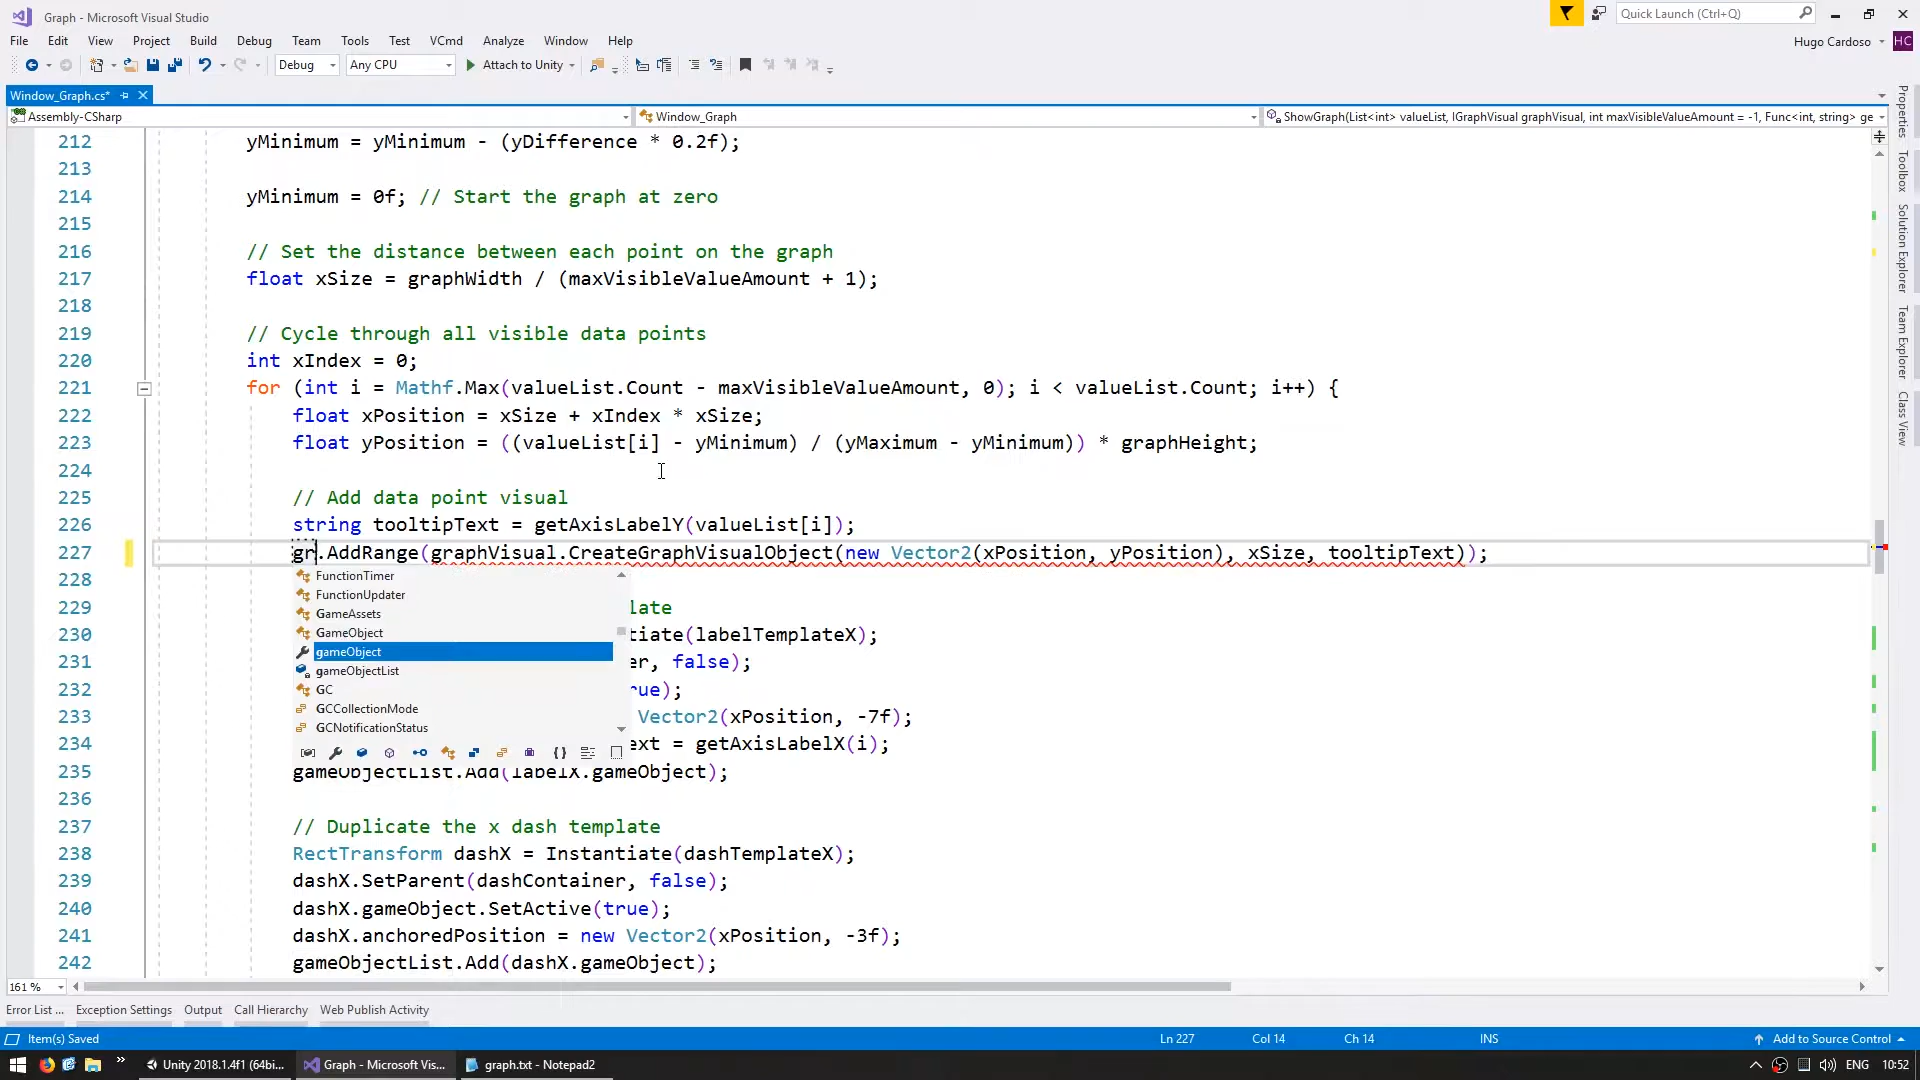 Graph - Microsoft Visual Studio
Quick Launch (Ctrl+Q)
File Edit View Project Build Debug Team Tools Test VCmd Analyze Window Help
Hugo Cardoso HC
Debug Any CPU Attach to Unity
Window_Graph.cs*
Assembly-CSharp Window_Graph ShowGraph(List<int> valueList, IGraphVisual graphVisual, int maxVisibleValueAmount = -1, Func<int, string> ge
212 yMinimum = yMinimum - (yDifference * 0.2f);
213
214 yMinimum = 0f; // Start the graph at zero
215
216 // Set the distance between each point on the graph
217 float xSize = graphWidth / (maxVisibleValueAmount + 1);
218
219 // Cycle through all visible data points
220 int xIndex = 0;
221 for (int i = Mathf.Max(valueList.Count - maxVisibleValueAmount, 0); i < valueList.Count; i++) {
222 float xPosition = xSize + xIndex * xSize;
223 float yPosition = ((valueList[i] - yMinimum) / (yMaximum - yMinimum)) * graphHeight;
224
225 // Add data point visual
226 string tooltipText = getAxisLabelY(valueList[i]);
227 gr.AddRange(graphVisual.CreateGraphVisualObject(new Vector2(xPosition, yPosition), xSize, tooltipText));
228
FunctionTimer
FunctionUpdater
GameAssets
GameObject
gameObject
gameObjectList
GC
GCCollectionMode
GCNotificationStatus
229 late
230 tiate(labelTemplateX);
231 er, false);
232 rue);
233 Vector2(xPosition, -7f);
234 ext = getAxisLabelX(i);
235 gameObjectList.Add(labelX.gameObject);
236
237 // Duplicate the x dash template
238 RectTransform dashX = Instantiate(dashTemplateX);
239 dashX.SetParent(dashContainer, false);
240 dashX.gameObject.SetActive(true);
241 dashX.anchoredPosition = new Vector2(xPosition, -3f);
242 gameObjectList.Add(dashX.gameObject);
Properties
Toolbox
Solution Explorer
Team Explorer
Class View
161 %
Error List ... Exception Settings Output Call Hierarchy Web Publish Activity
Item(s) Saved Ln 227 Col 14 Ch 14 INS Add to Source Control
Unity 2018.1.4f1 (64bi... Graph - Microsoft Vis... graph.txt - Notepad2 ENG 10:52